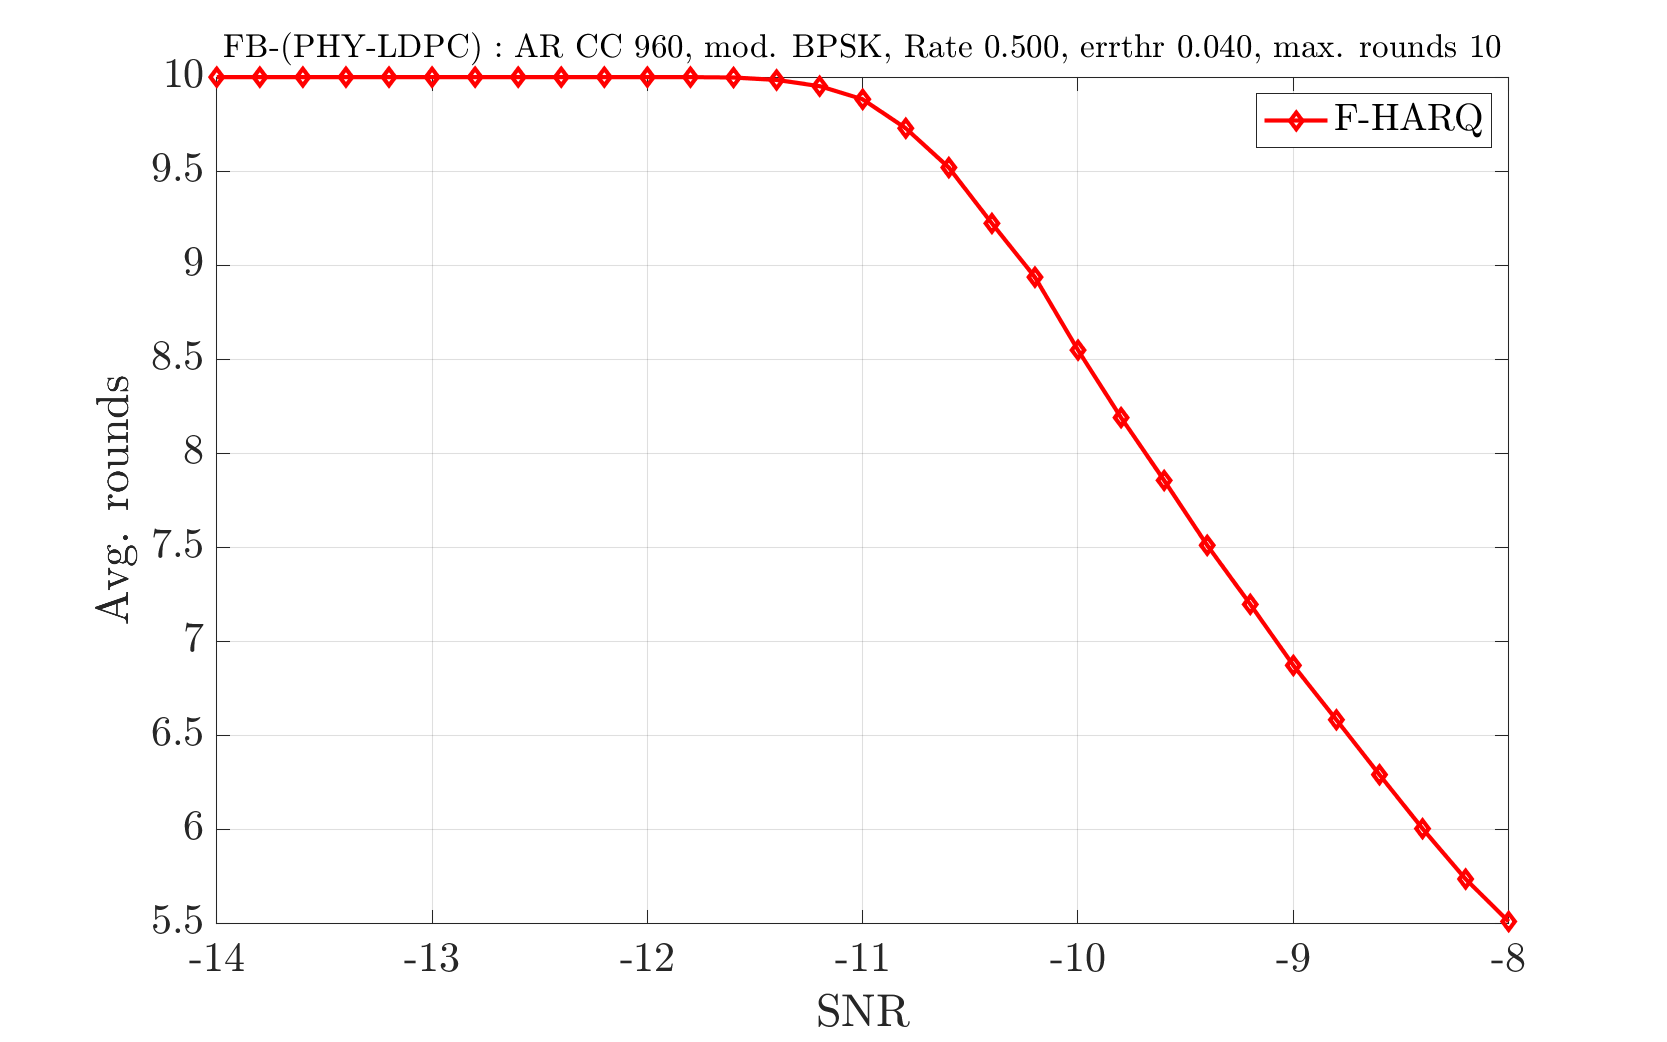 FB-(PHY-LDPC) : AR CC 960, mod. BPSK, Rate 0.500, errthr 0.040, max. rounds 10
F-HARQ
Avg. rounds
10
9.5
9
8.5
8
7.5
7
6.5
6
5.5
-14 -13 -12 -11 -10 -9 -8
SNR